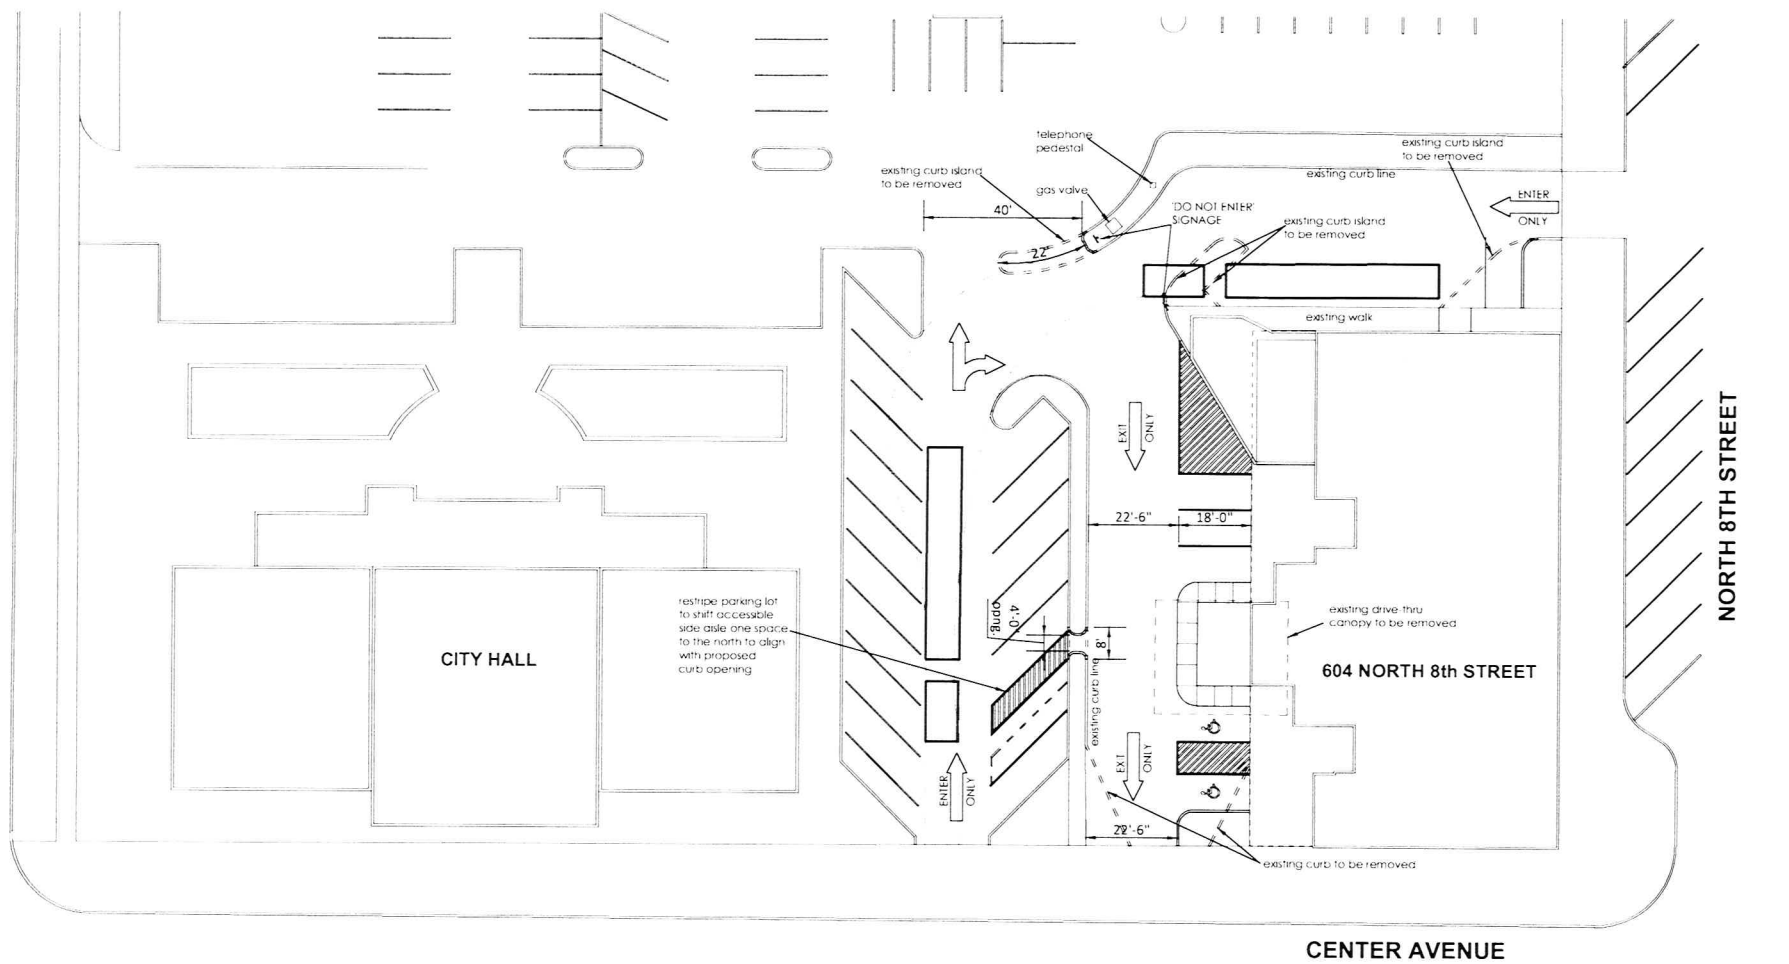 telephone
pedestal
existing curb island
to be removed
existing curb island
to be removed
gas valve
existing curb line
ENTER
ONLY
'DO NOT ENTER'
SIGNAGE
40'
existing curb island
to be removed
22'
existing walk
EXIT
ONLY
22'-6"
18'-0"
NORTH 8TH STREET
restripe parking lot
to shift accessible
side aisle one space
to the north to align
with proposed
curb opening
4'-0"
opng.
8'
existing drive-thru
canopy to be removed
CITY HALL
604 NORTH 8th STREET
existing curb line
EXIT
ONLY
ENTER
ONLY
22'-6"
existing curb to be removed
CENTER AVENUE